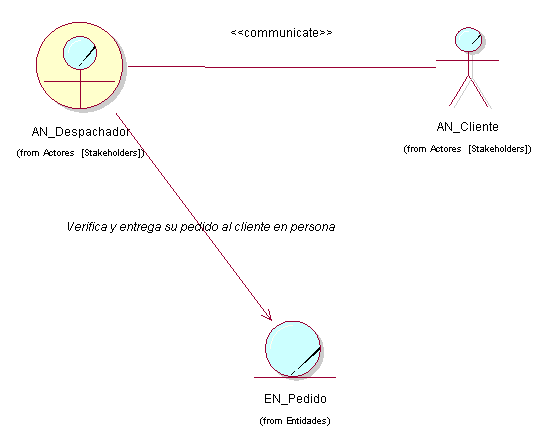 <<communicate>>
AN_Despachador
(from Actores [Stakeholders])
AN_Cliente
(from Actores [Stakeholders])
Verifica y entrega su pedido al cliente en persona
EN_Pedido
(from Entidades)